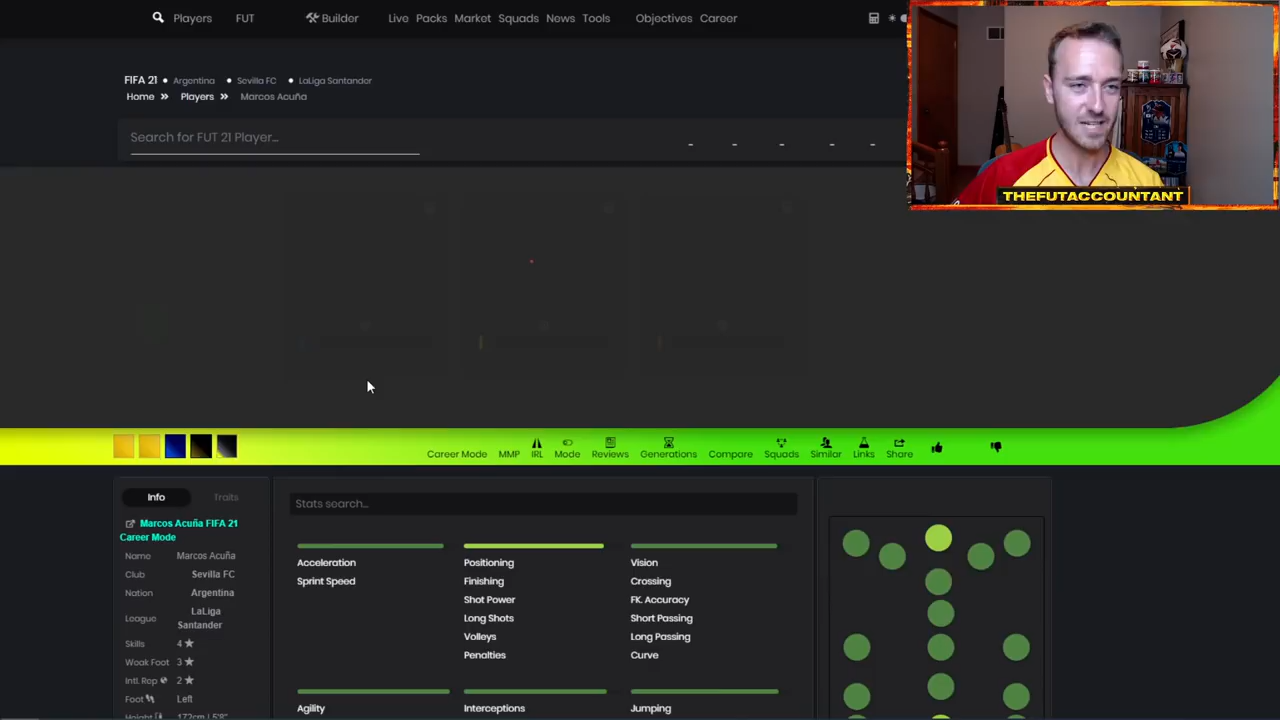 Players FUT Builder Live Packs Market Squads News Tools Objectives Career
FIFA 21 Argentina Sevilla FC LaLiga Santander
Home Players Marcos Acuña
Search for FUT 21 Player...
- - - - -
THEFUTACCOUNTANT
Career Mode MMP IRL Mode Reviews Generations Compare Squads Similar Links Share
Info Traits
Marcos Acuña FIFA 21
Career Mode
Name Marcos Acuña
Club Sevilla FC
Nation Argentina
League LaLiga
Santander
Skills 4
Weak Foot 3
Intl. Rep 2
Foot Left
Height 172cm | 5'8"
Stats search...
Acceleration
Sprint Speed
Positioning
Finishing
Shot Power
Long Shots
Volleys
Penalties
Vision
Crossing
FK. Accuracy
Short Passing
Long Passing
Curve
Agility
Interceptions
Jumping